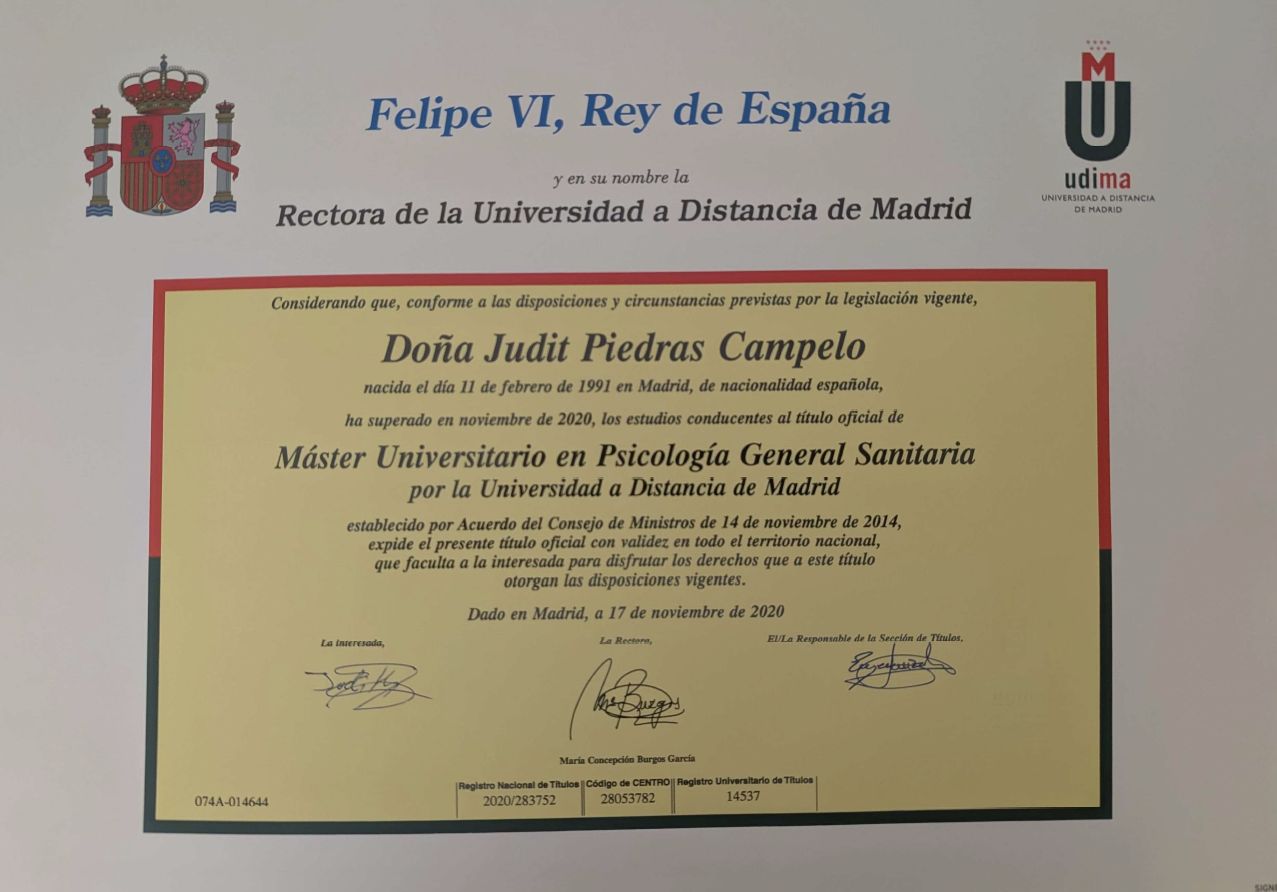 Felipe VI, Rey de España
y en su nombre la
Rectora de la Universidad a Distancia de Madrid
udima
UNIVERSIDAD A DISTANCIA
DE MADRID
Considerando que, conforme a las disposiciones y circunstancias previstas por la legislación vigente,
Doña Judit Piedras Campelo
nacida el día 11 de febrero de 1991 en Madrid, de nacionalidad española,
ha superado en noviembre de 2020, los estudios conducentes al título oficial de
Máster Universitario en Psicología General Sanitaria
por la Universidad a Distancia de Madrid
establecido por Acuerdo del Consejo de Ministros de 14 de noviembre de 2014,
expide el presente título oficial con validez en todo el territorio nacional,
que faculta a la interesada para disfrutar los derechos que a este título
otorgan las disposiciones vigentes.
Dado en Madrid, a 17 de noviembre de 2020
La interesada,
La Rectora,
El/La Responsable de la Sección de Títulos,
María Concepción Burgos García
Registro Nacional de Títulos Código de CENTRO Registro Universitario de Títulos
074A-014644 2020/283752 28053782 14537